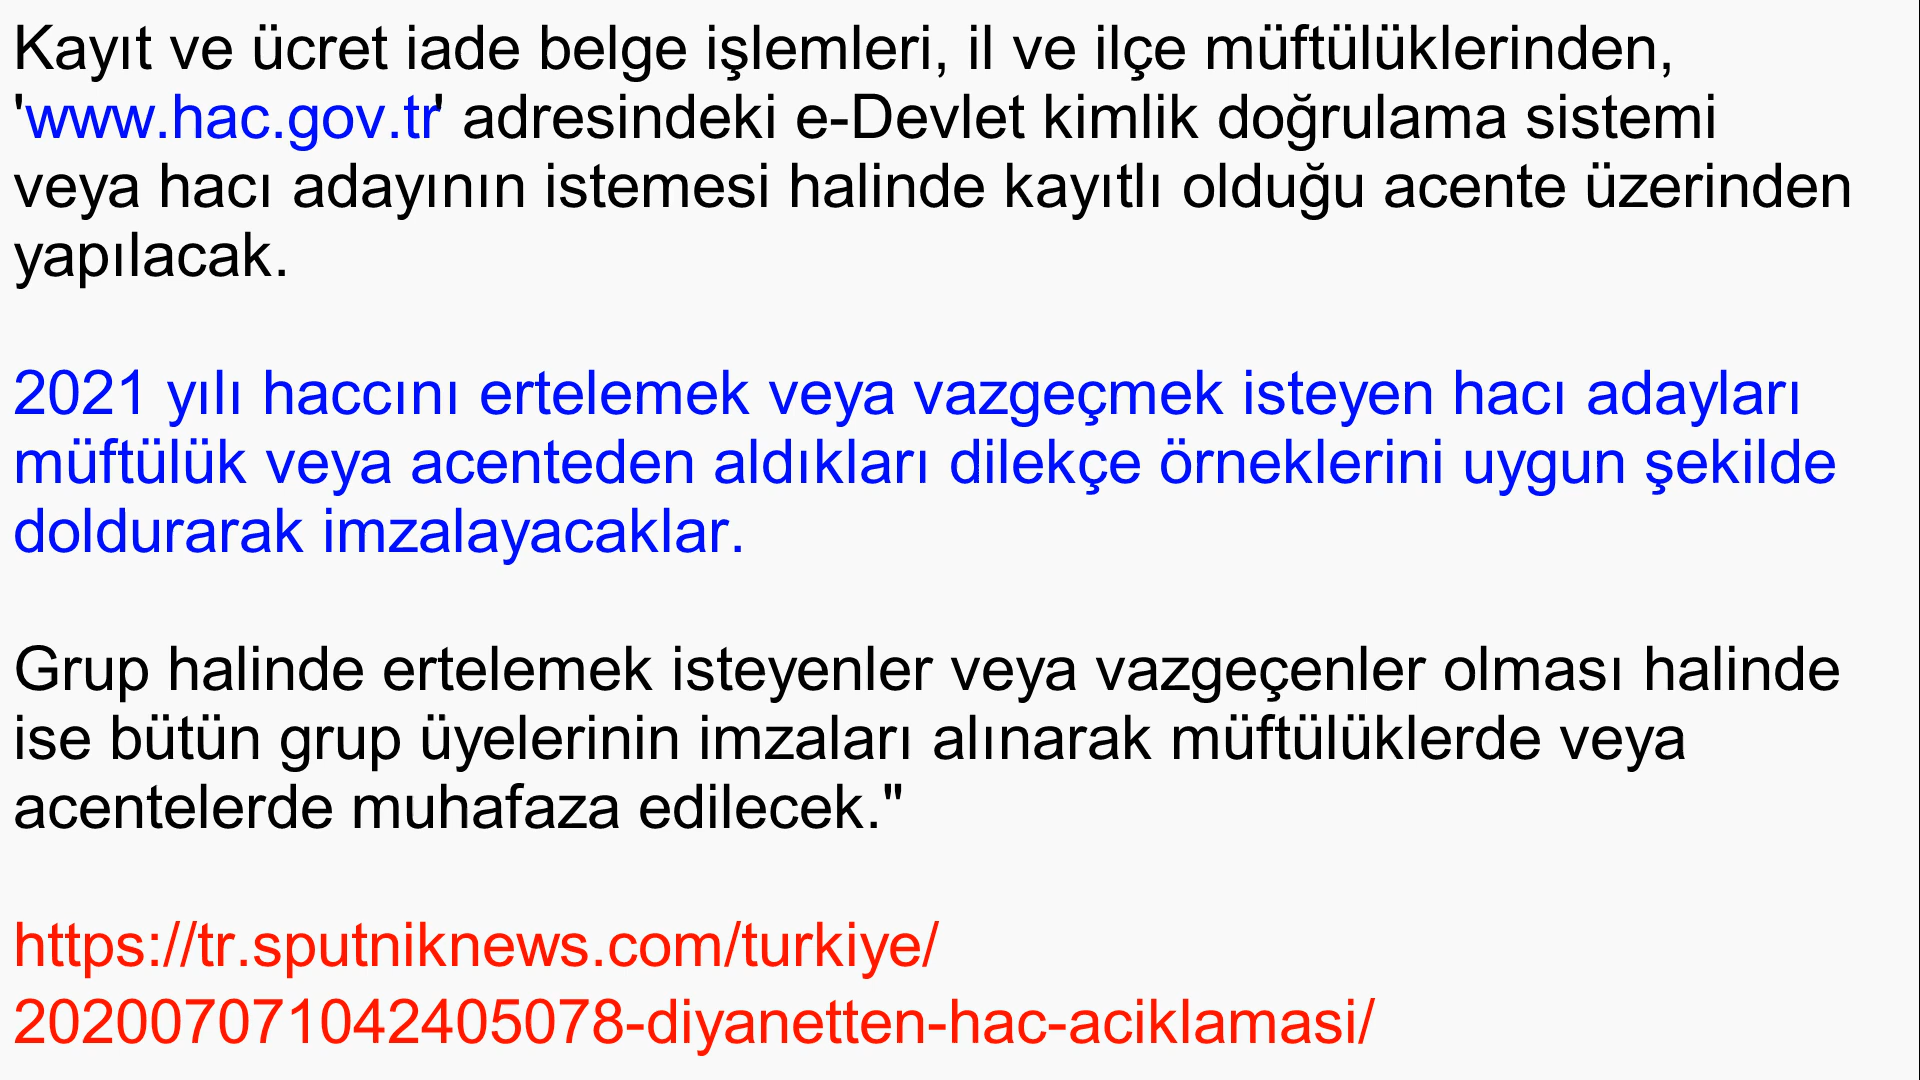 Kayıt ve ücret iade belge işlemleri, il ve ilçe müftülüklerinden,
'www.hac.gov.tr' adresindeki e-Devlet kimlik doğrulama sistemi
veya hacı adayının istemesi halinde kayıtlı olduğu acente üzerinden
yapılacak.
2021 yılı haccını ertelemek veya vazgeçmek isteyen hacı adayları
müftülük veya acenteden aldıkları dilekçe örneklerini uygun şekilde
doldurarak imzalayacaklar.
Grup halinde ertelemek isteyenler veya vazgeçenler olması halinde
ise bütün grup üyelerinin imzaları alınarak müftülüklerde veya
acentelerde muhafaza edilecek."
https://tr.sputniknews.com/turkiye/
202007071042405078-diyanetten-hac-aciklamasi/